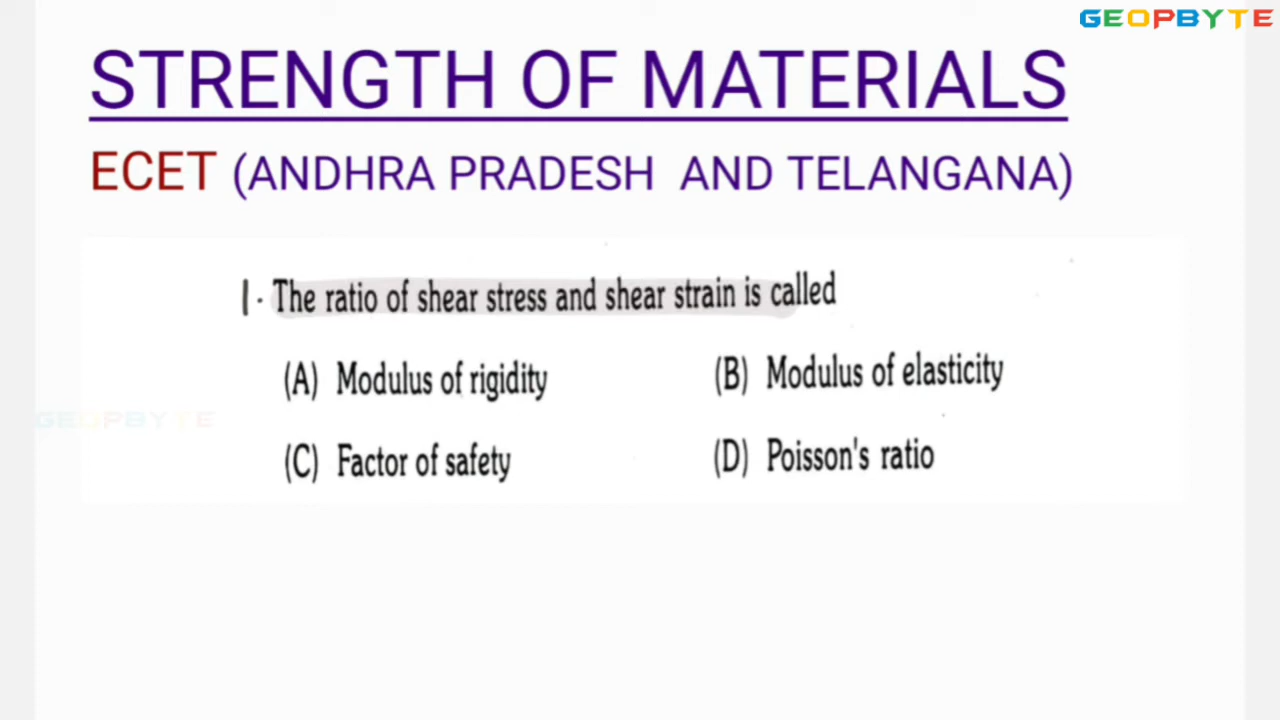 GEOPBYTE
STRENGTH OF MATERIALS
ECET (ANDHRA PRADESH AND TELANGANA)
1. The ratio of shear stress and shear strain is called
(A) Modulus of rigidity (B) Modulus of elasticity
GEOPBYTE
(C) Factor of safety (D) Poisson's ratio